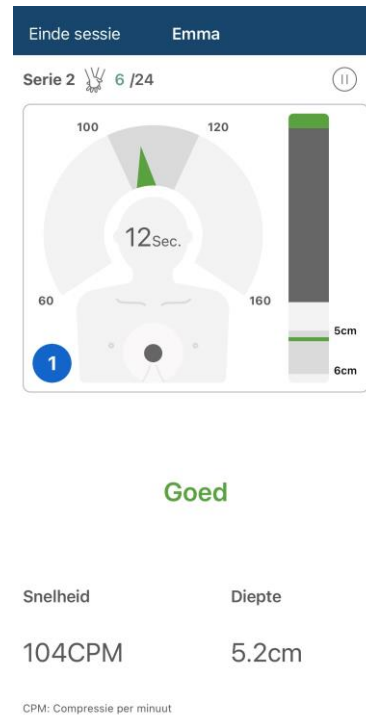 Einde sessie Emma
Serie 2 6 /24
100 120
12Sec.
60 160
5cm
1
6cm
Goed
Snelheid Diepte
104CPM 5.2cm
CPM: Compressie per minuut